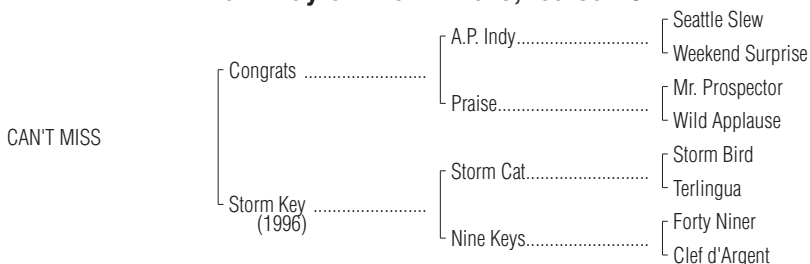 Seattle Slew
A.P. Indy
Weekend Surprise
Congrats
Mr. Prospector
Praise
Wild Applause
CAN'T MISS
Storm Bird
Storm Cat
Terlingua
Storm Key
(1996)
Forty Niner
Nine Keys
Clef d'Argent